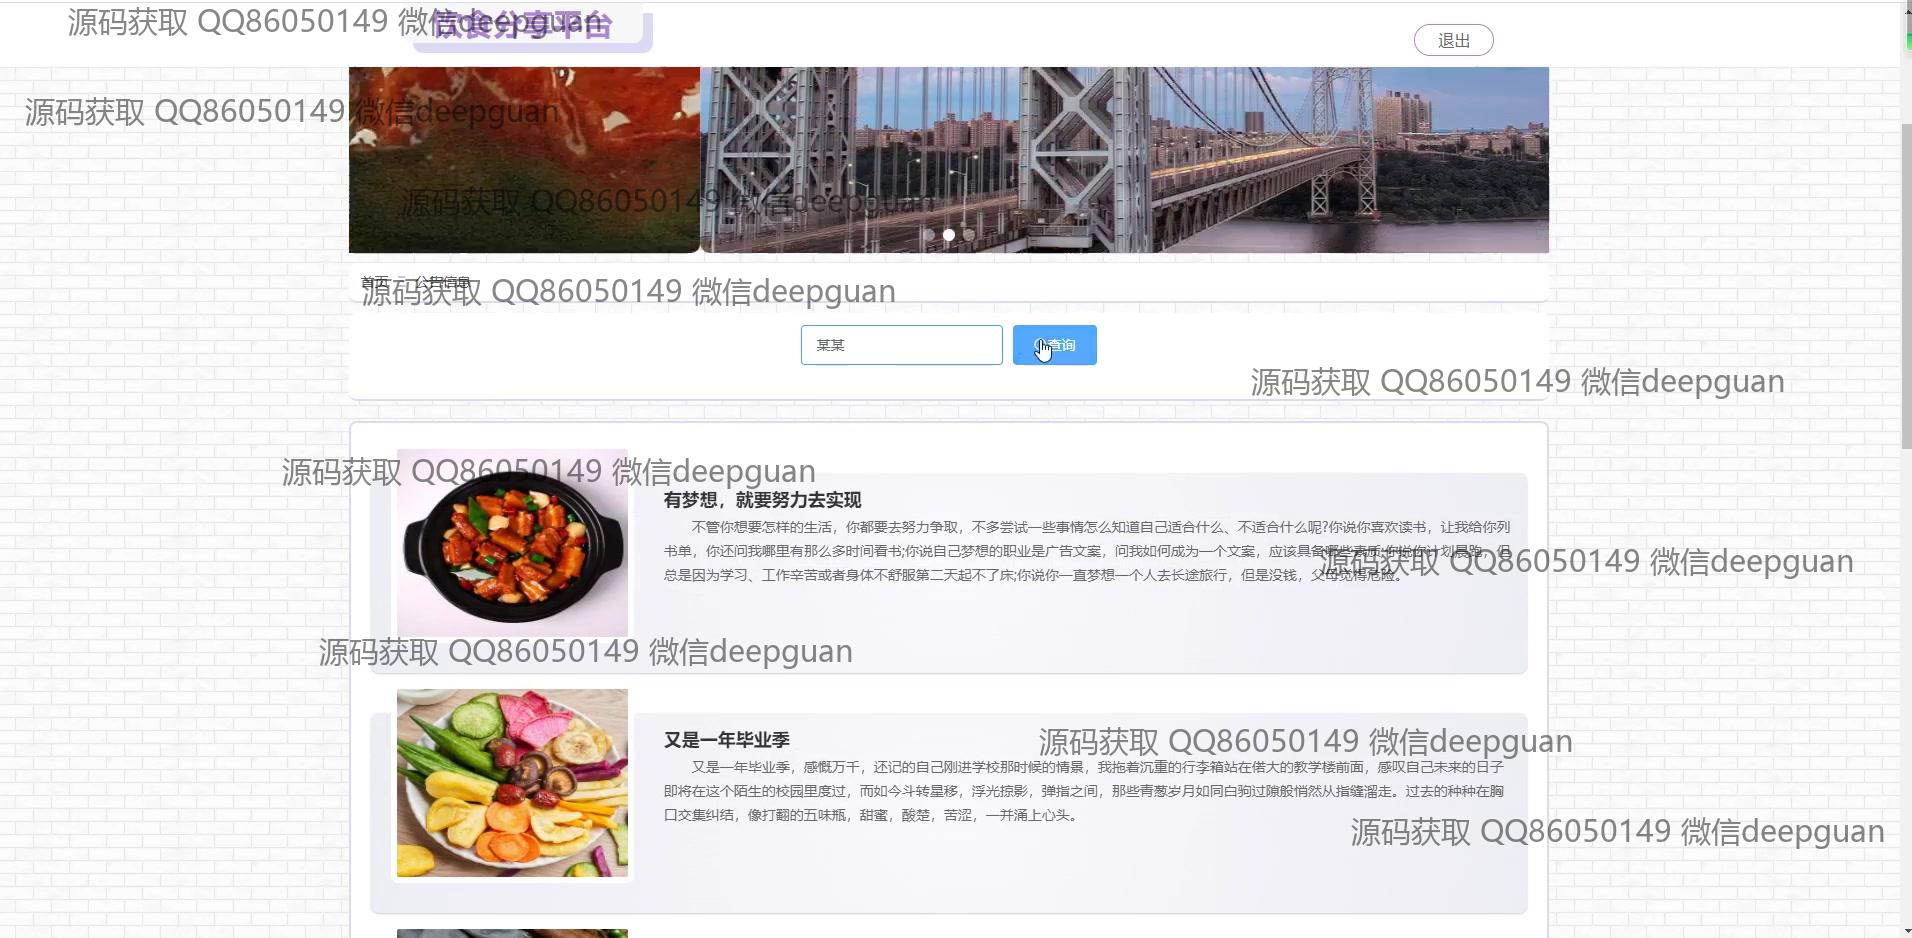 源码获取 QQ86050149 微信deepguan
饮食分享平台
退出
源码获取 QQ86050149 微信deepguan
源码获取 QQ86050149 微信deepguan
首页
公告信息
源码获取 QQ86050149 微信deepguan
某某
查询
源码获取 QQ86050149 微信deepguan
源码获取 QQ86050149 微信deepguan
有梦想，就要努力去实现
不管你想要怎样的生活，你都要去努力争取，不多尝试一些事情怎么知道自己适合什么、不适合什么呢?你说你喜欢读书，让我给你列
书单，你还问我哪里有那么多时间看书;你说自己梦想的职业是广告文案，问我如何成为一个文案，应该具备哪些素质;你说你计划晨跑，但
总是因为学习、工作辛苦或者身体不舒服第二天起不了床;你说你一直梦想一个人去长途旅行，但是没钱，父母觉得危险。
源码获取 QQ86050149 微信deepguan
源码获取 QQ86050149 微信deepguan
又是一年毕业季
源码获取 QQ86050149 微信deepguan
又是一年毕业季，感慨万千，还记的自己刚进学校那时候的情景，我拖着沉重的行李箱站在偌大的教学楼前面，感叹自己未来的日子
即将在这个陌生的校园里度过，而如今斗转星移，浮光掠影，弹指之间，那些青葱岁月如同白驹过隙般悄然从指缝溜走。过去的种种在胸
口交集纠结，像打翻的五味瓶，甜蜜，酸楚，苦涩，一并涌上心头。
源码获取 QQ86050149 微信deepguan